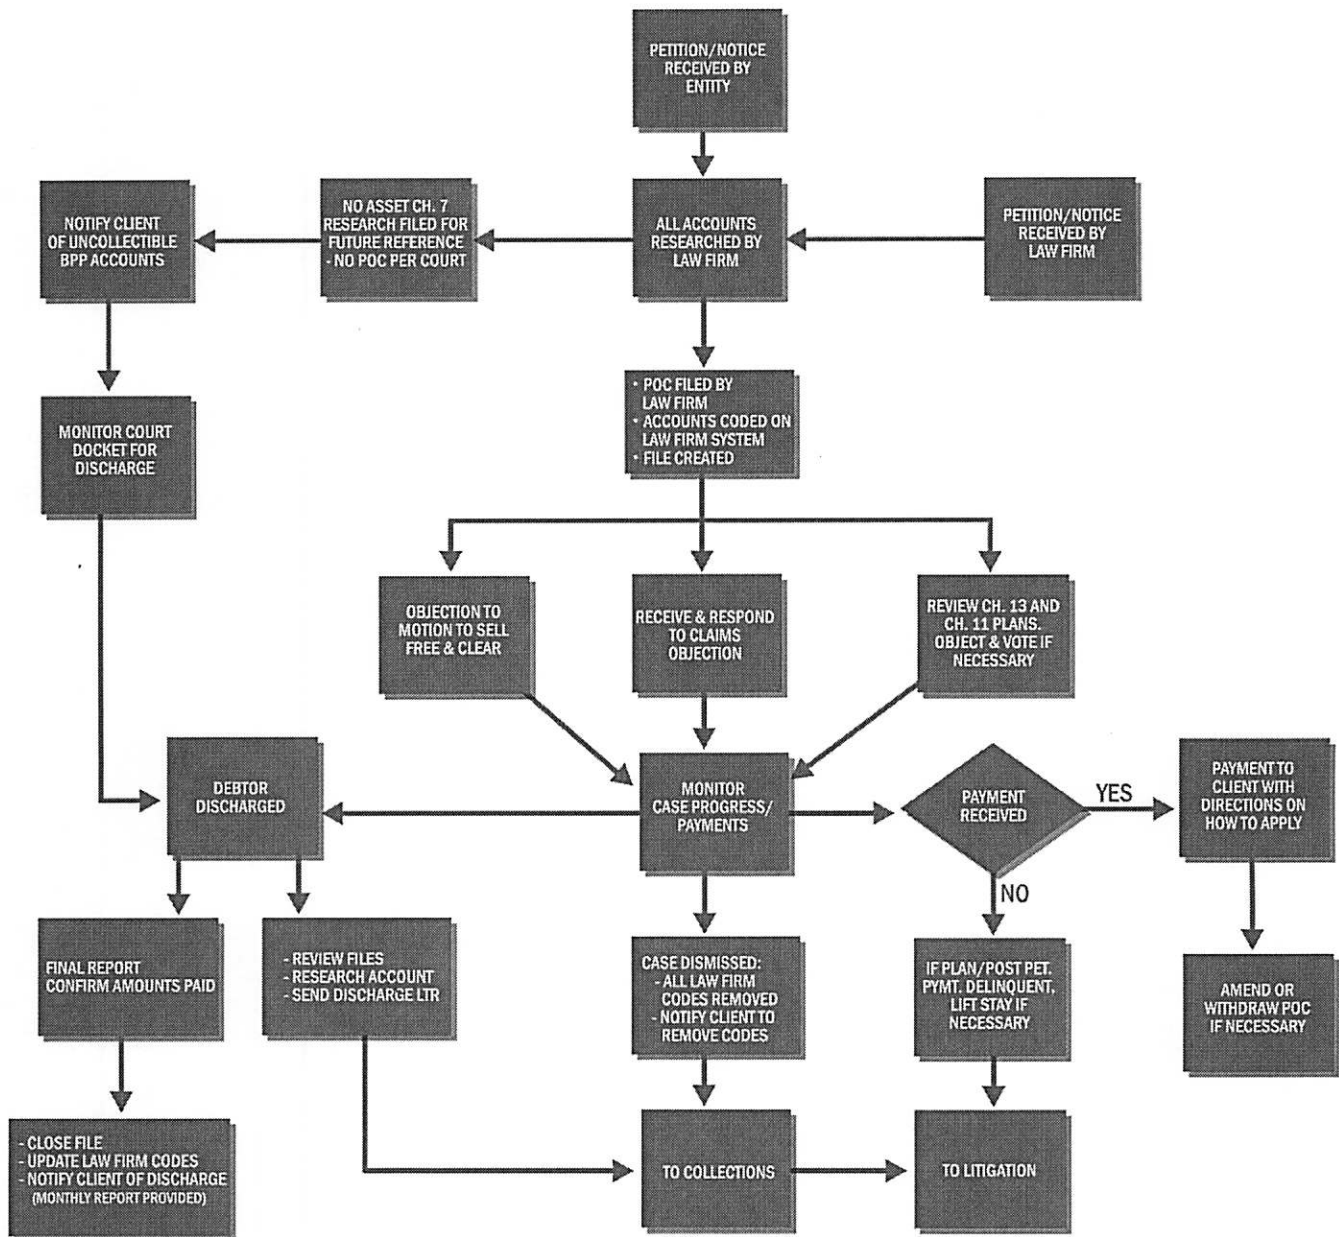 PETITION/NOTICE
RECEIVED BY
ENTITY
NOTIFY CLIENT
OF UNCOLLECTIBLE
BPP ACCOUNTS
NO ASSET CH. 7
RESEARCH FILED FOR
FUTURE REFERENCE
- NO POC PER COURT
ALL ACCOUNTS
RESEARCHED BY
LAW FIRM
PETITION/NOTICE
RECEIVED BY
LAW FIRM
MONITOR COURT
DOCKET FOR
DISCHARGE
• POC FILED BY
LAW FIRM
• ACCOUNTS CODED ON
LAW FIRM SYSTEM
• FILE CREATED
OBJECTION TO
MOTION TO SELL
FREE & CLEAR
RECEIVE & RESPOND
TO CLAIMS
OBJECTION
REVIEW CH. 13 AND
CH. 11 PLANS.
OBJECT & VOTE IF
NECESSARY
DEBTOR
DISCHARGED
MONITOR
CASE PROGRESS/
PAYMENTS
PAYMENT
RECEIVED
YES
PAYMENT TO
CLIENT WITH
DIRECTIONS ON
HOW TO APPLY
NO
FINAL REPORT
CONFIRM AMOUNTS PAID
- REVIEW FILES
- RESEARCH ACCOUNT
- SEND DISCHARGE LTR
CASE DISMISSED:
- ALL LAW FIRM
CODES REMOVED
- NOTIFY CLIENT TO
REMOVE CODES
IF PLAN/POST PET.
PYMT. DELINQUENT,
LIFT STAY IF
NECESSARY
AMEND OR
WITHDRAW POC
IF NECESSARY
- CLOSE FILE
- UPDATE LAW FIRM CODES
- NOTIFY CLIENT OF DISCHARGE
(MONTHLY REPORT PROVIDED)
TO COLLECTIONS
TO LITIGATION